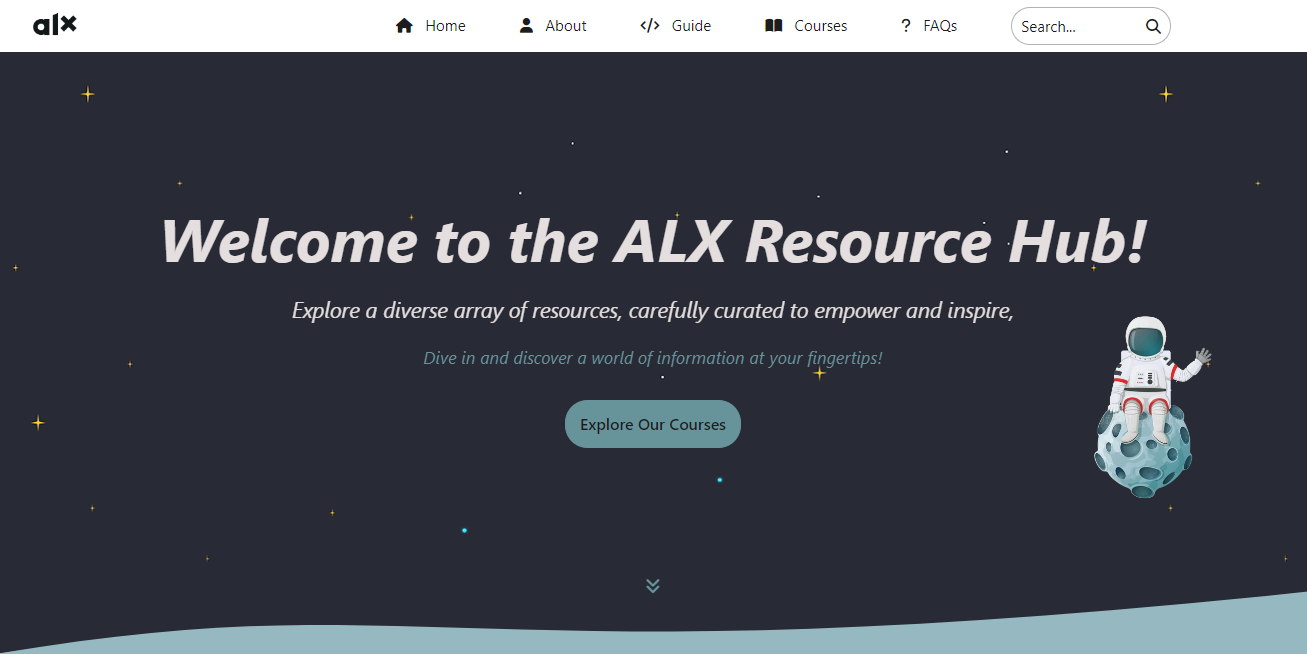 alx
Home
About
Guide
Courses
? FAQs
Search...
Welcome to the ALX Resource Hub!
Explore a diverse array of resources, carefully curated to empower and inspire,
Dive in and discover a world of information at your fingertips!
Explore Our Courses